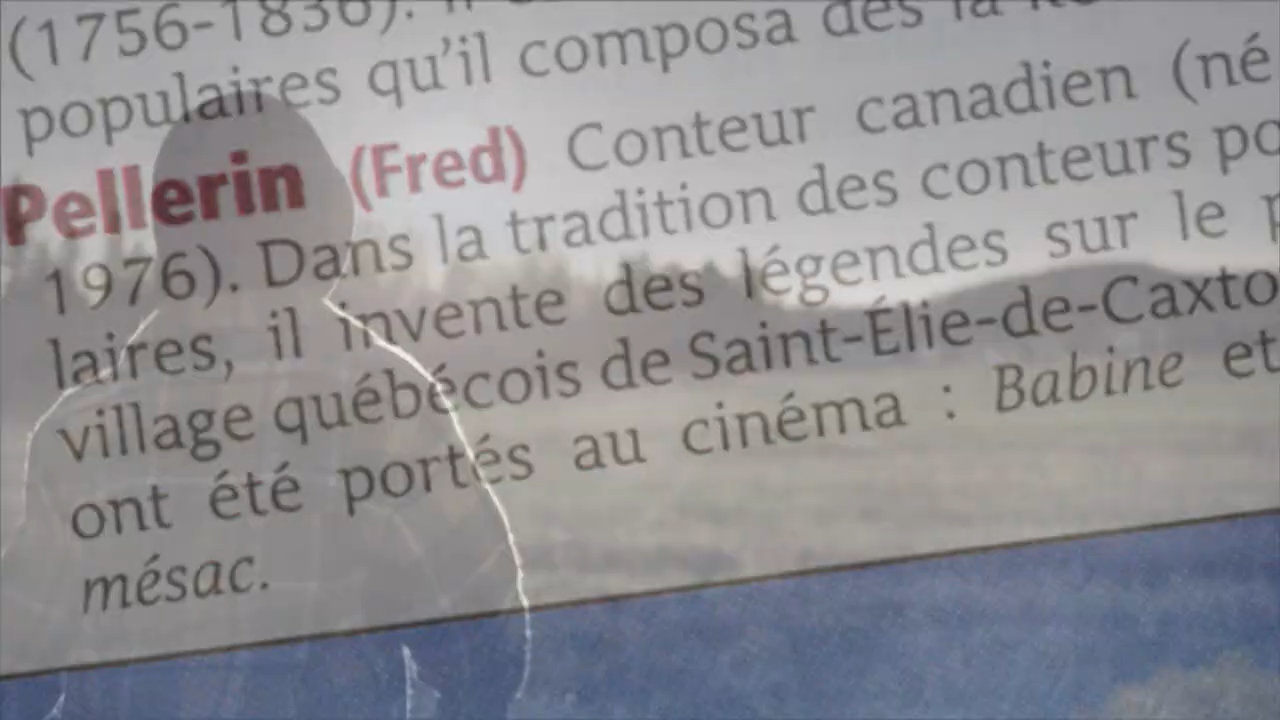 (1756-1836). Il
populaires qu'il composa dès la
Pellerin (Fred) Conteur canadien (né
1976). Dans la tradition des conteurs po
laires, il invente des légendes sur le p
village québécois de Saint-Élie-de-Caxto
ont été portés au cinéma : Babine et
mésac.